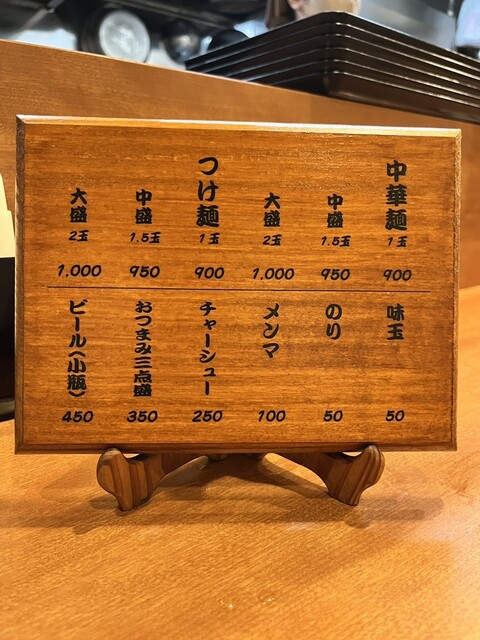 中華麺 1玉 900
中盛 1.5玉 950
大盛 2玉 1,000
つけ麺 1玉 900
中盛 1.5玉 950
大盛 2玉 1,000
味玉 50
のり 50
メンマ 100
チャーシュー 250
おつまみ三点盛 350
ビール(小瓶) 450